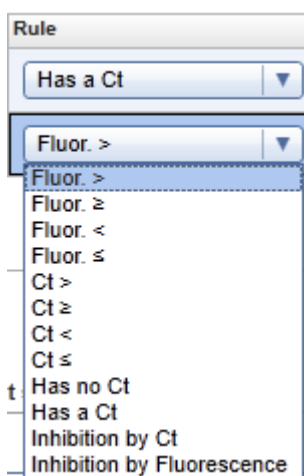 Rule
Has a Ct
Fluor. >
Fluor. >
Fluor. ≥
Fluor. <
Fluor. ≤
Ct >
Ct ≥
Ct <
Ct ≤
Has no Ct
Has a Ct
Inhibition by Ct
Inhibition by Fluorescence